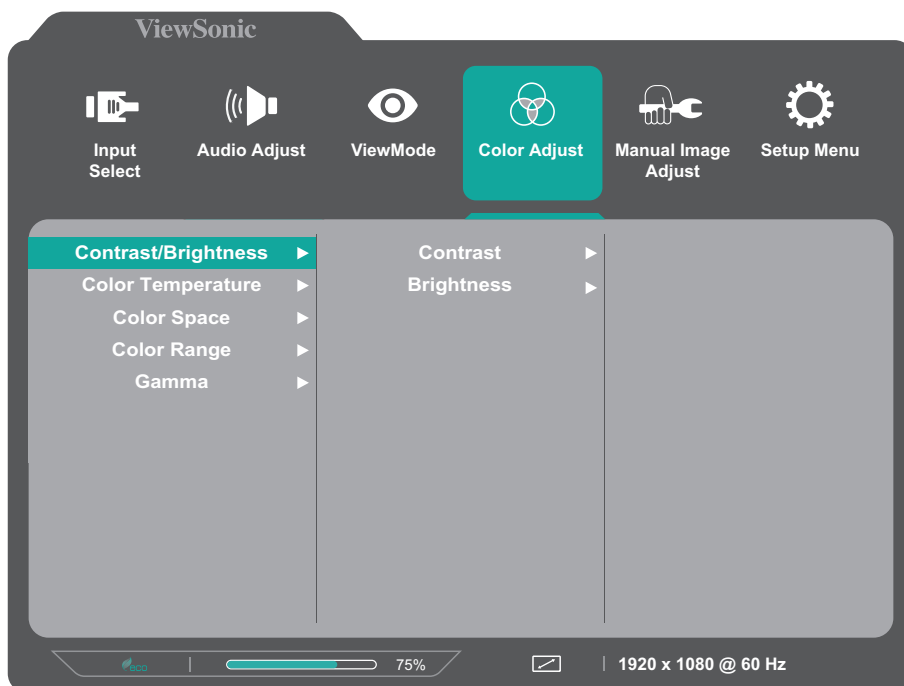 ViewSonic
Input Select
Audio Adjust
ViewMode
Color Adjust
Manual Image Adjust
Setup Menu
Contrast/Brightness
Contrast
Color Temperature
Brightness
Color Space
Color Range
Gamma
eco
75%
1920 x 1080 @ 60 Hz